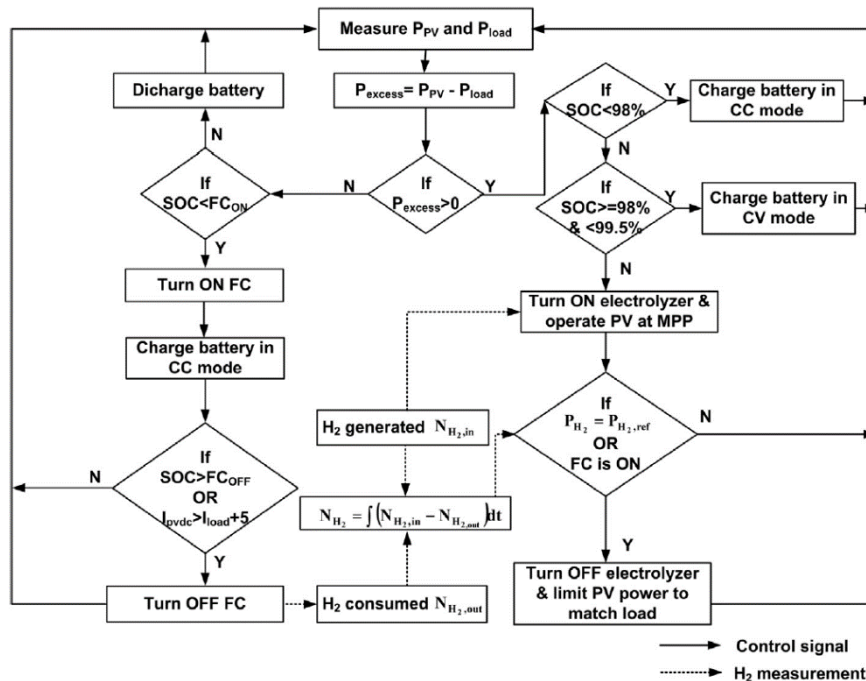 Measure P_PV and P_load
Dicharge battery
P_excess= P_PV - P_load
If
SOC<98%
Y
Charge battery in
CC mode
N
N
If
SOC<FC_ON
N
If
P_excess>0
Y
If
SOC>=98%
& <99.5%
Y
Charge battery in
CV mode
Y
N
Turn ON FC
Turn ON electrolyzer &
operate PV at MPP
Charge battery in
CC mode
If
P_H2 = P_H2,ref
OR
FC is ON
N
H2 generated N_H2,in
N
If
SOC>FC_OFF
OR
I_pvdc>I_load+5
N_H2 = ∫(N_H2,in − N_H2,out)dt
Y
Y
Turn OFF FC
H2 consumed N_H2,out
Turn OFF electrolyzer
& limit PV power to
match load
Control signal
H2 measurement